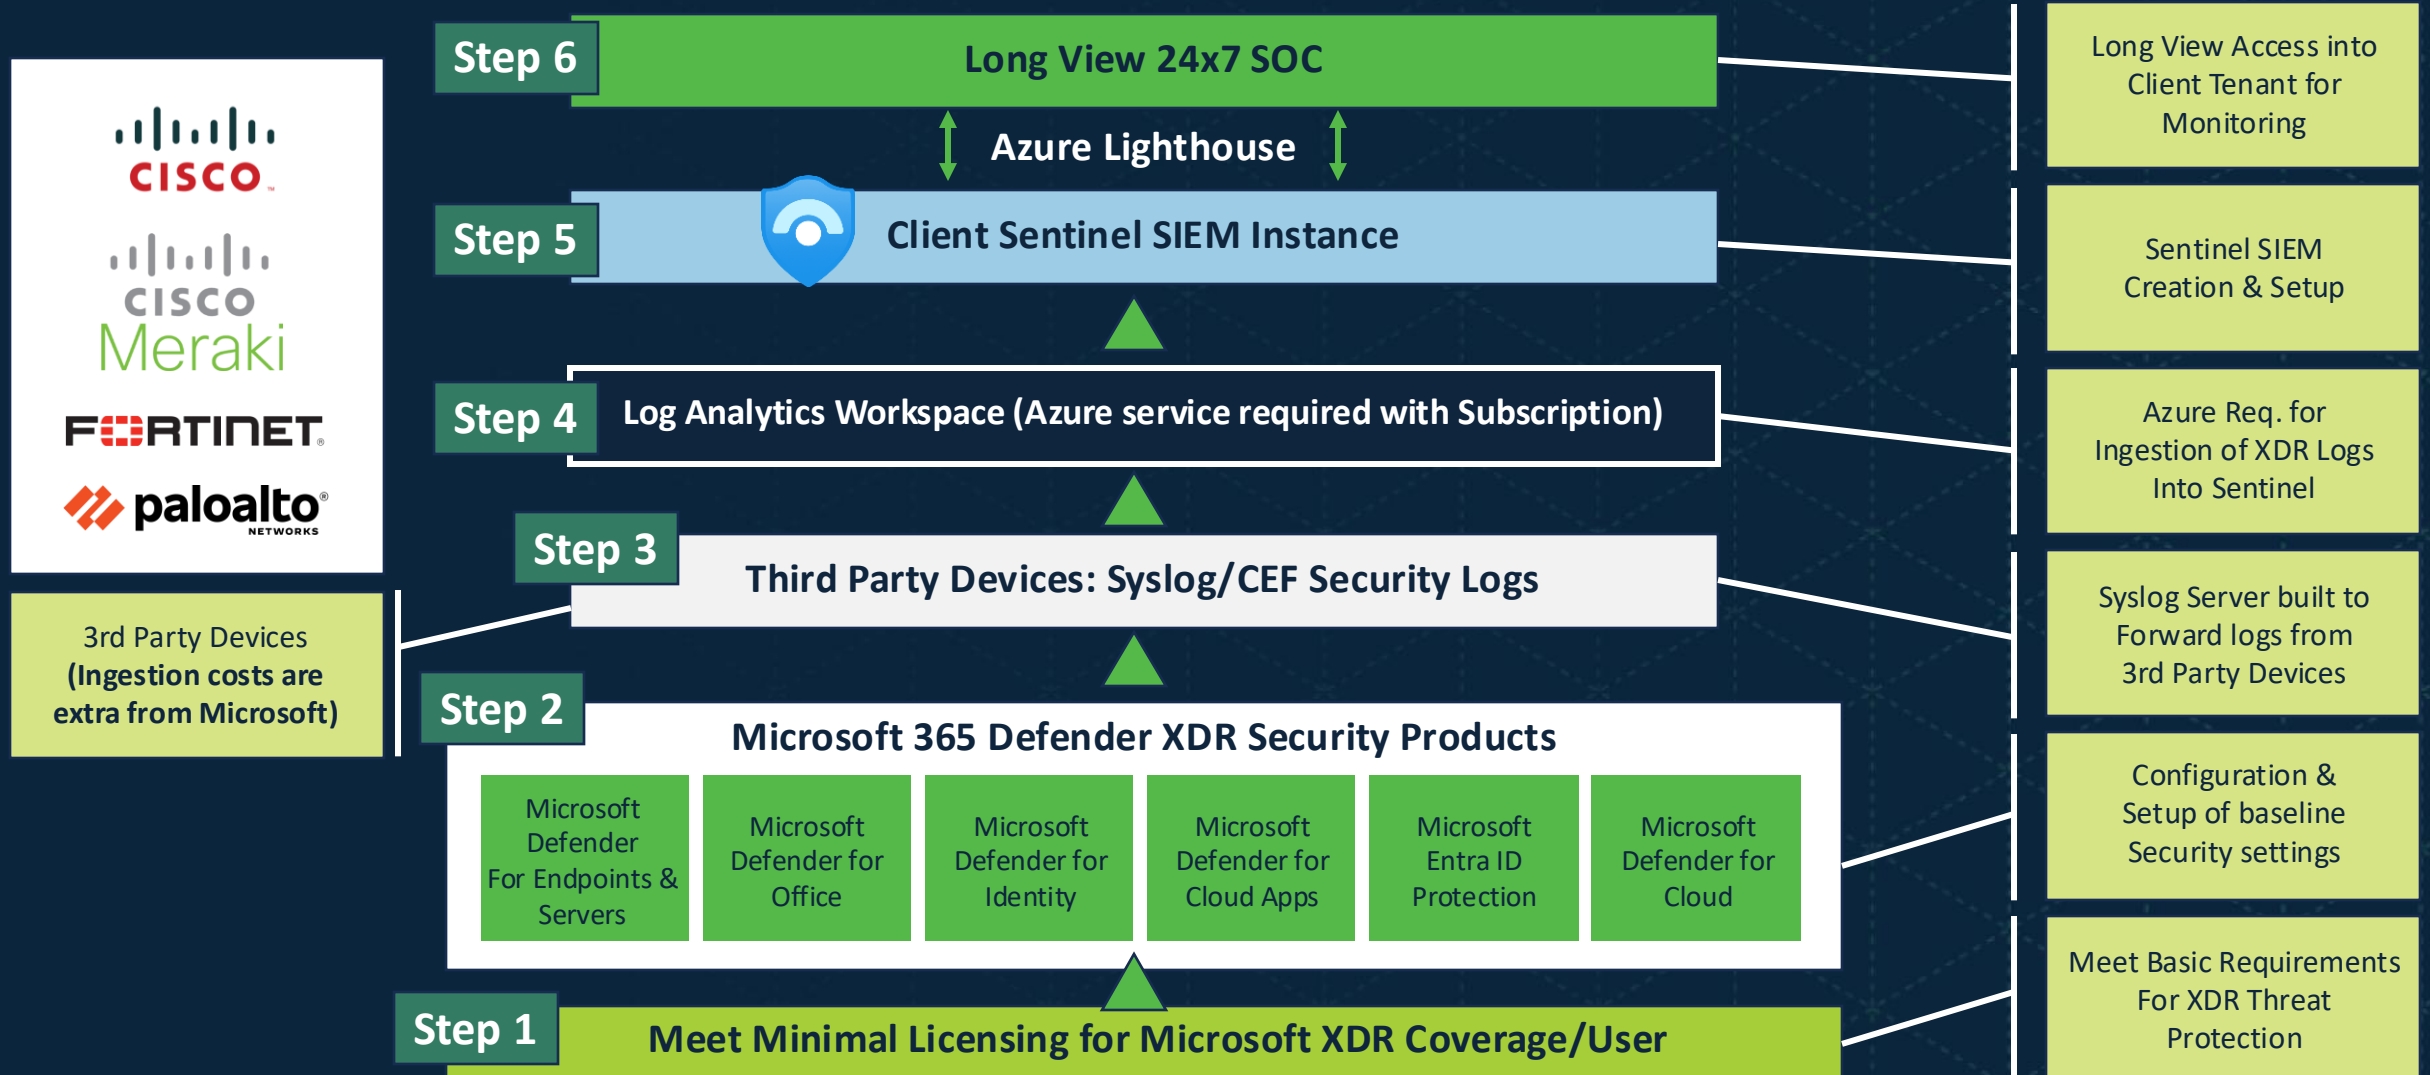 CISCO™
CISCO
Meraki
FORTINET®
paloalto®
NETWORKS
3rd Party Devices
(Ingestion costs are
extra from Microsoft)
Step 6
Long View 24x7 SOC
Azure Lighthouse
Step 5
Client Sentinel SIEM Instance
Step 4
Log Analytics Workspace (Azure service required with Subscription)
Step 3
Third Party Devices: Syslog/CEF Security Logs
Step 2
Microsoft 365 Defender XDR Security Products
Microsoft
Defender
For Endpoints &
Servers
Microsoft
Defender for
Office
Microsoft
Defender for
Identity
Microsoft
Defender for
Cloud Apps
Microsoft
Entra ID
Protection
Microsoft
Defender for
Cloud
Step 1
Meet Minimal Licensing for Microsoft XDR Coverage/User
Long View Access into
Client Tenant for
Monitoring
Sentinel SIEM
Creation & Setup
Azure Req. for
Ingestion of XDR Logs
Into Sentinel
Syslog Server built to
Forward logs from
3rd Party Devices
Configuration &
Setup of baseline
Security settings
Meet Basic Requirements
For XDR Threat
Protection